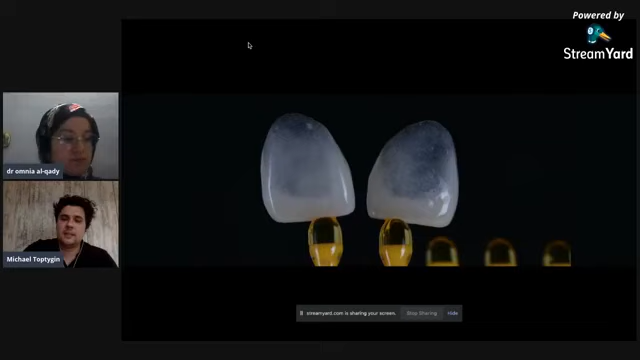 Powered by
StreamYard
dr omnia al-qady
Michael Toptygin
streamyard.com is sharing your screen.
Stop Sharing
Hide